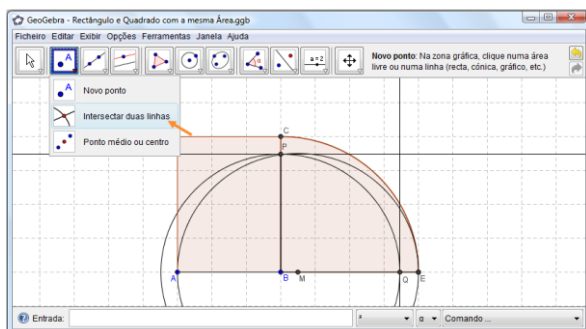 GeoGebra - Rectângulo e Quadrado com a mesma Área.ggb
Ficheiro Editar Exibir Opções Ferramentas Janela Ajuda
A
a=2
Novo ponto: Na zona gráfica, clique numa área
livre ou numa linha (recta, cónica, gráfico, etc.)
A Novo ponto
Intersectar duas linhas
Ponto médio ou centro
C
P
A
B
M
Q
E
Entrada:
²
α
Comando ...